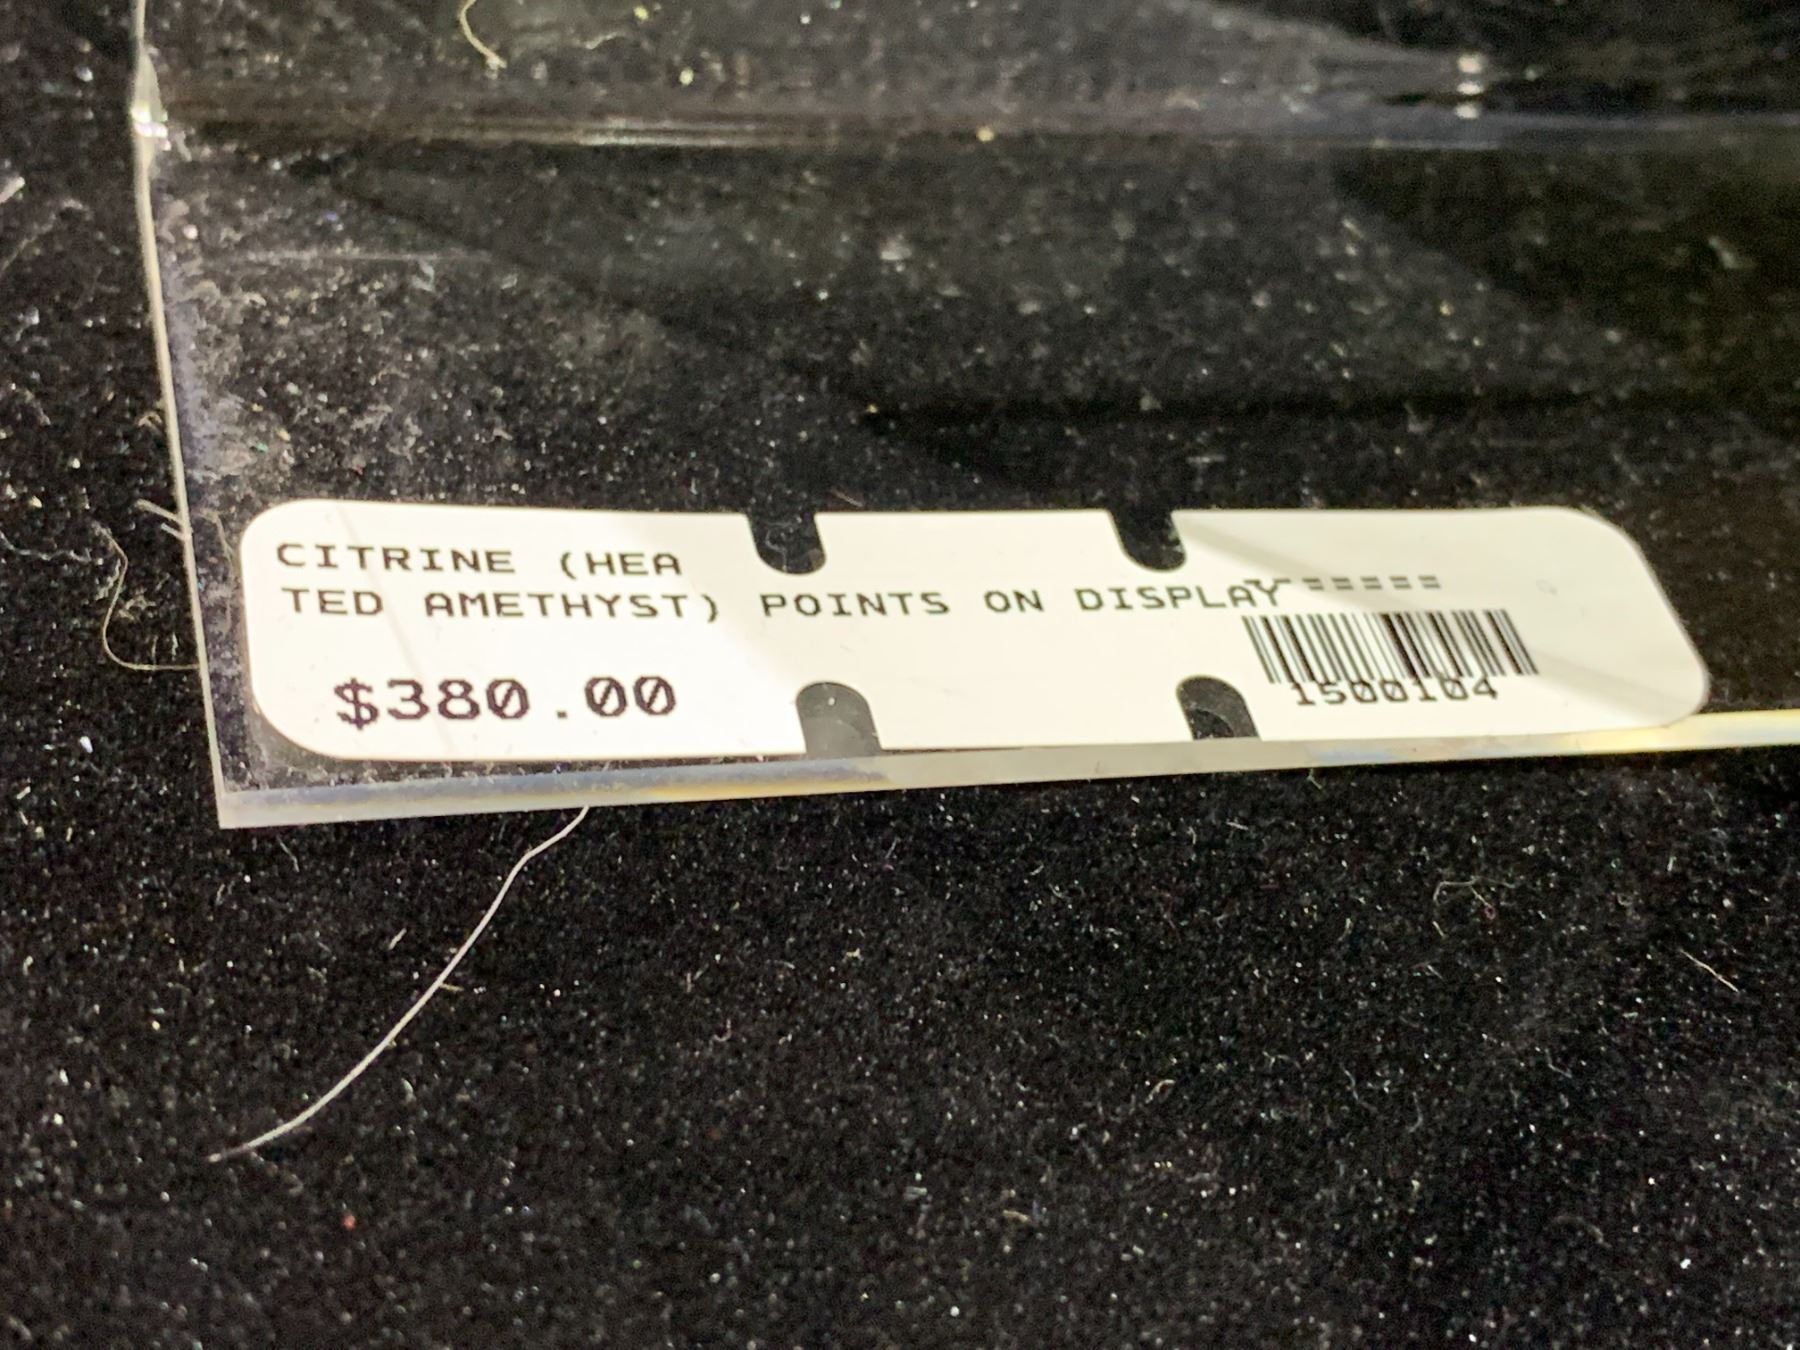 CITRINE (HEA
TED AMETHYST) POINTS ON DISPLAY
$380.00
1500104